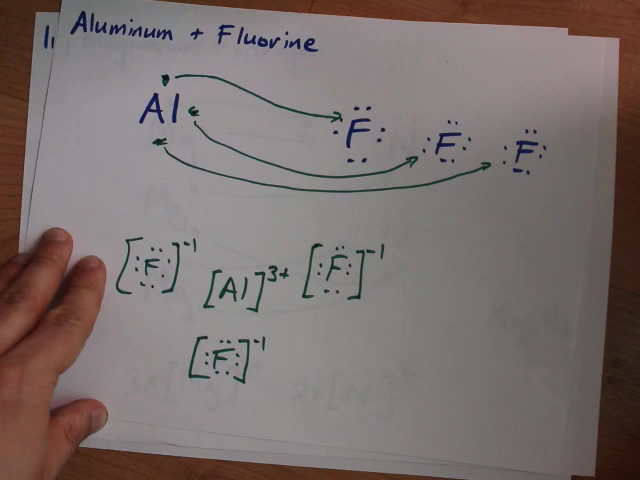 Aluminum + Fluorine
Al F F F
[F]⁻¹ [Al]³⁺ [F]⁻¹
[F]⁻¹